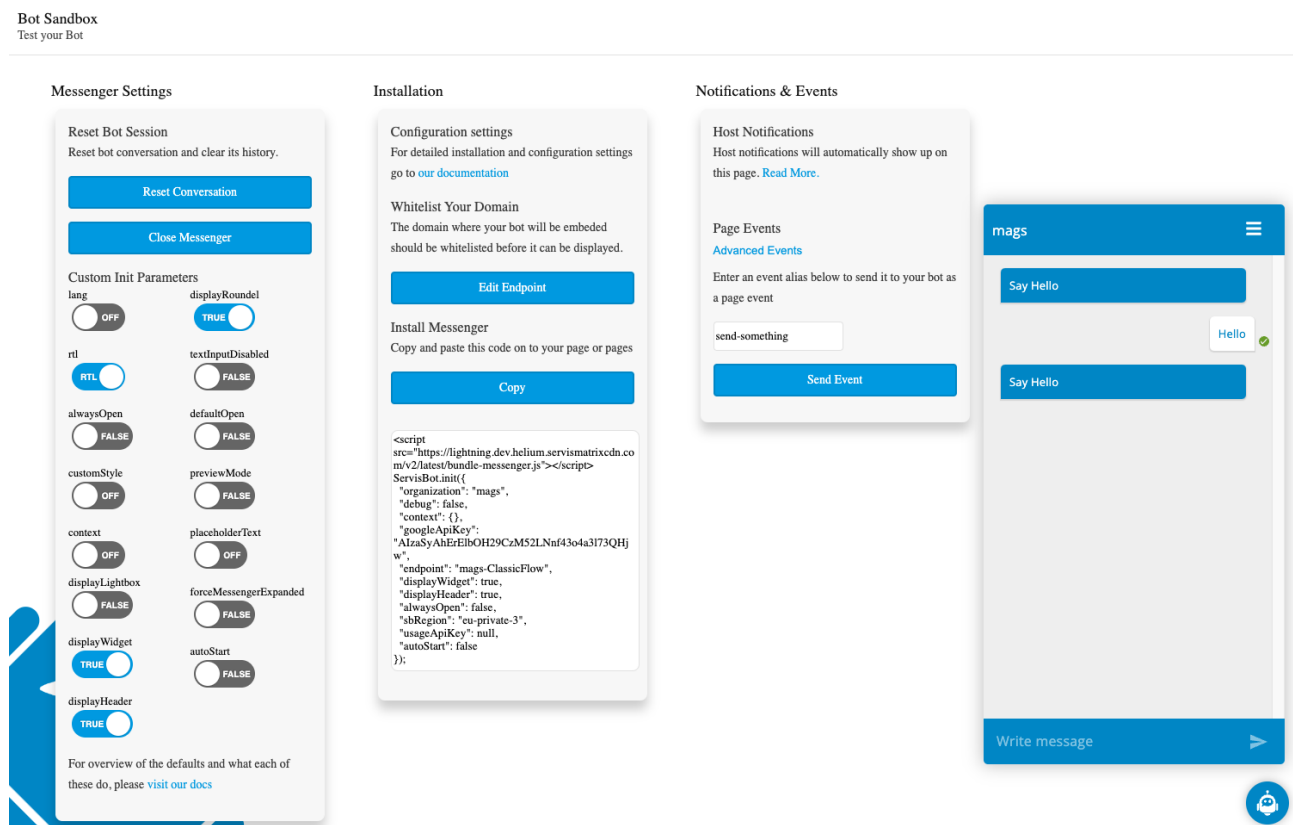 Bot Sandbox
Test your Bot
Messenger Settings
Reset Bot Session
Reset bot conversation and clear its history.
Reset Conversation
Close Messenger
Custom Init Parameters
lang
displayRoundel
OFF
TRUE
rtl
textInputDisabled
RTL
FALSE
alwaysOpen
defaultOpen
FALSE
FALSE
customStyle
previewMode
OFF
FALSE
context
placeholderText
OFF
OFF
displayLightbox
forceMessengerExpanded
FALSE
FALSE
displayWidget
autoStart
TRUE
FALSE
displayHeader
TRUE
For overview of the defaults and what each of
these do, please visit our docs
Installation
Configuration settings
For detailed installation and configuration settings
go to our documentation
Whitelist Your Domain
The domain where your bot will be embeded
should be whitelisted before it can be displayed.
Edit Endpoint
Install Messenger
Copy and paste this code on to your page or pages
Copy
<script
src="https://lightning.dev.helium.servismatrixcdn.co
m/v2/latest/bundle-messenger.js"></script>
ServisBot.init({
"organization": "mags",
"debug": false,
"context": {},
"googleApiKey":
"AIzaSyAhErElbOH29CzM52LNnf43o4a3l73QHj
w",
"endpoint": "mags-ClassicFlow",
"displayWidget": true,
"displayHeader": true,
"alwaysOpen": false,
"sbRegion": "eu-private-3",
"usageApiKey": null,
"autoStart": false
});
Notifications & Events
Host Notifications
Host notifications will automatically show up on
this page. Read More.
Page Events
Advanced Events
Enter an event alias below to send it to your bot as
a page event
send-something
Send Event
mags
Say Hello
Hello
Say Hello
Write message